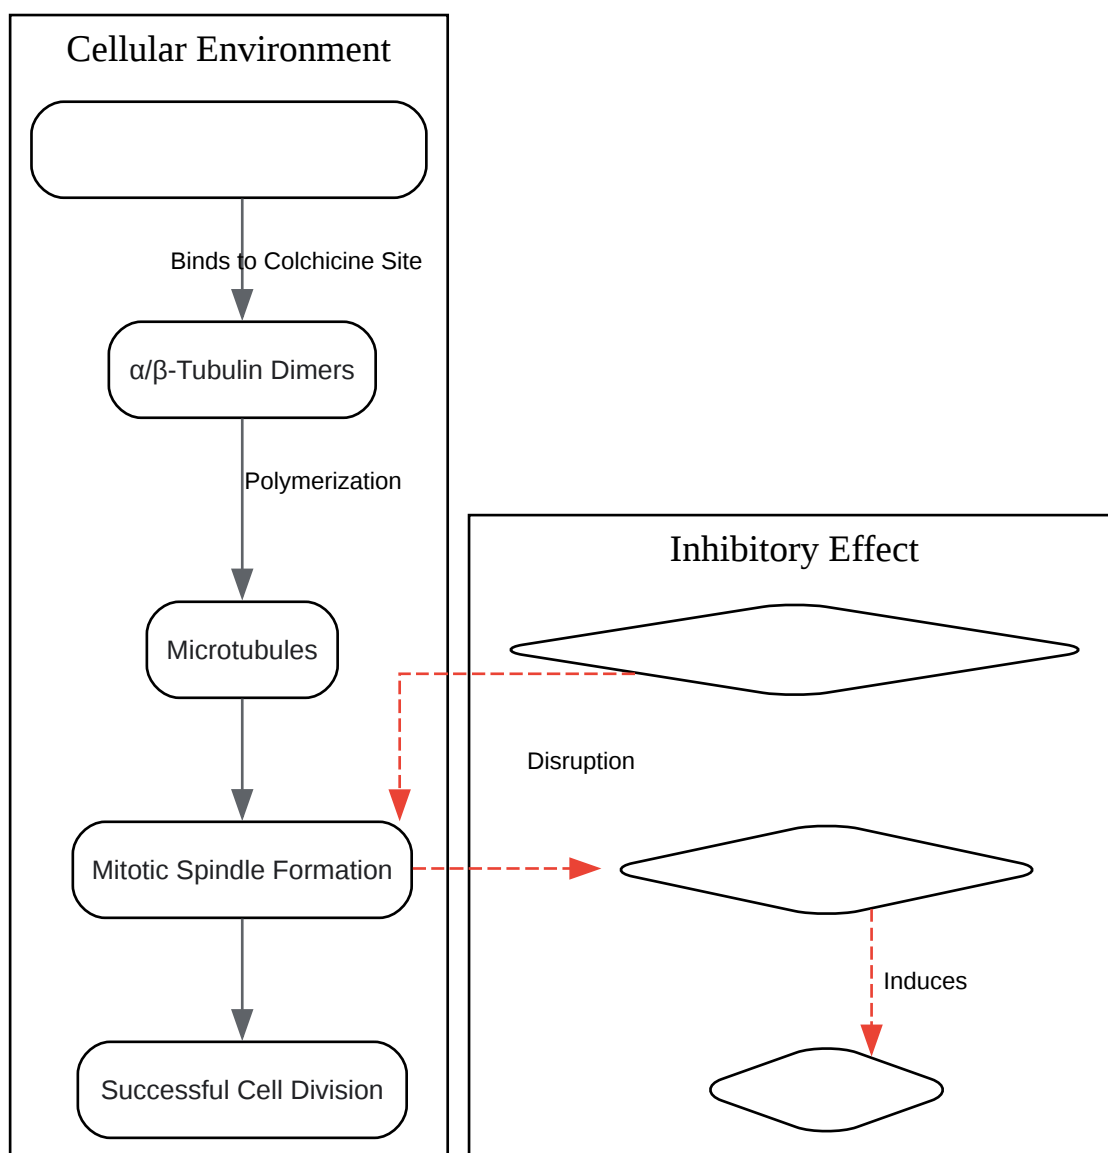 Cellular Environment
Binds to Colchicine Site
α/β-Tubulin Dimers
Polymerization
Microtubules
Mitotic Spindle Formation
Successful Cell Division
Inhibitory Effect
Disruption
Induces